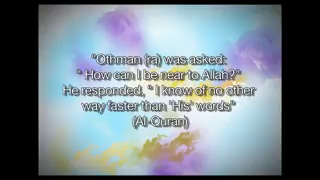 "Othman (ra) was asked:
" How can I be near to Allah?"
He responded, " I know of no other
way faster than 'His' words"
(Al-Quran)